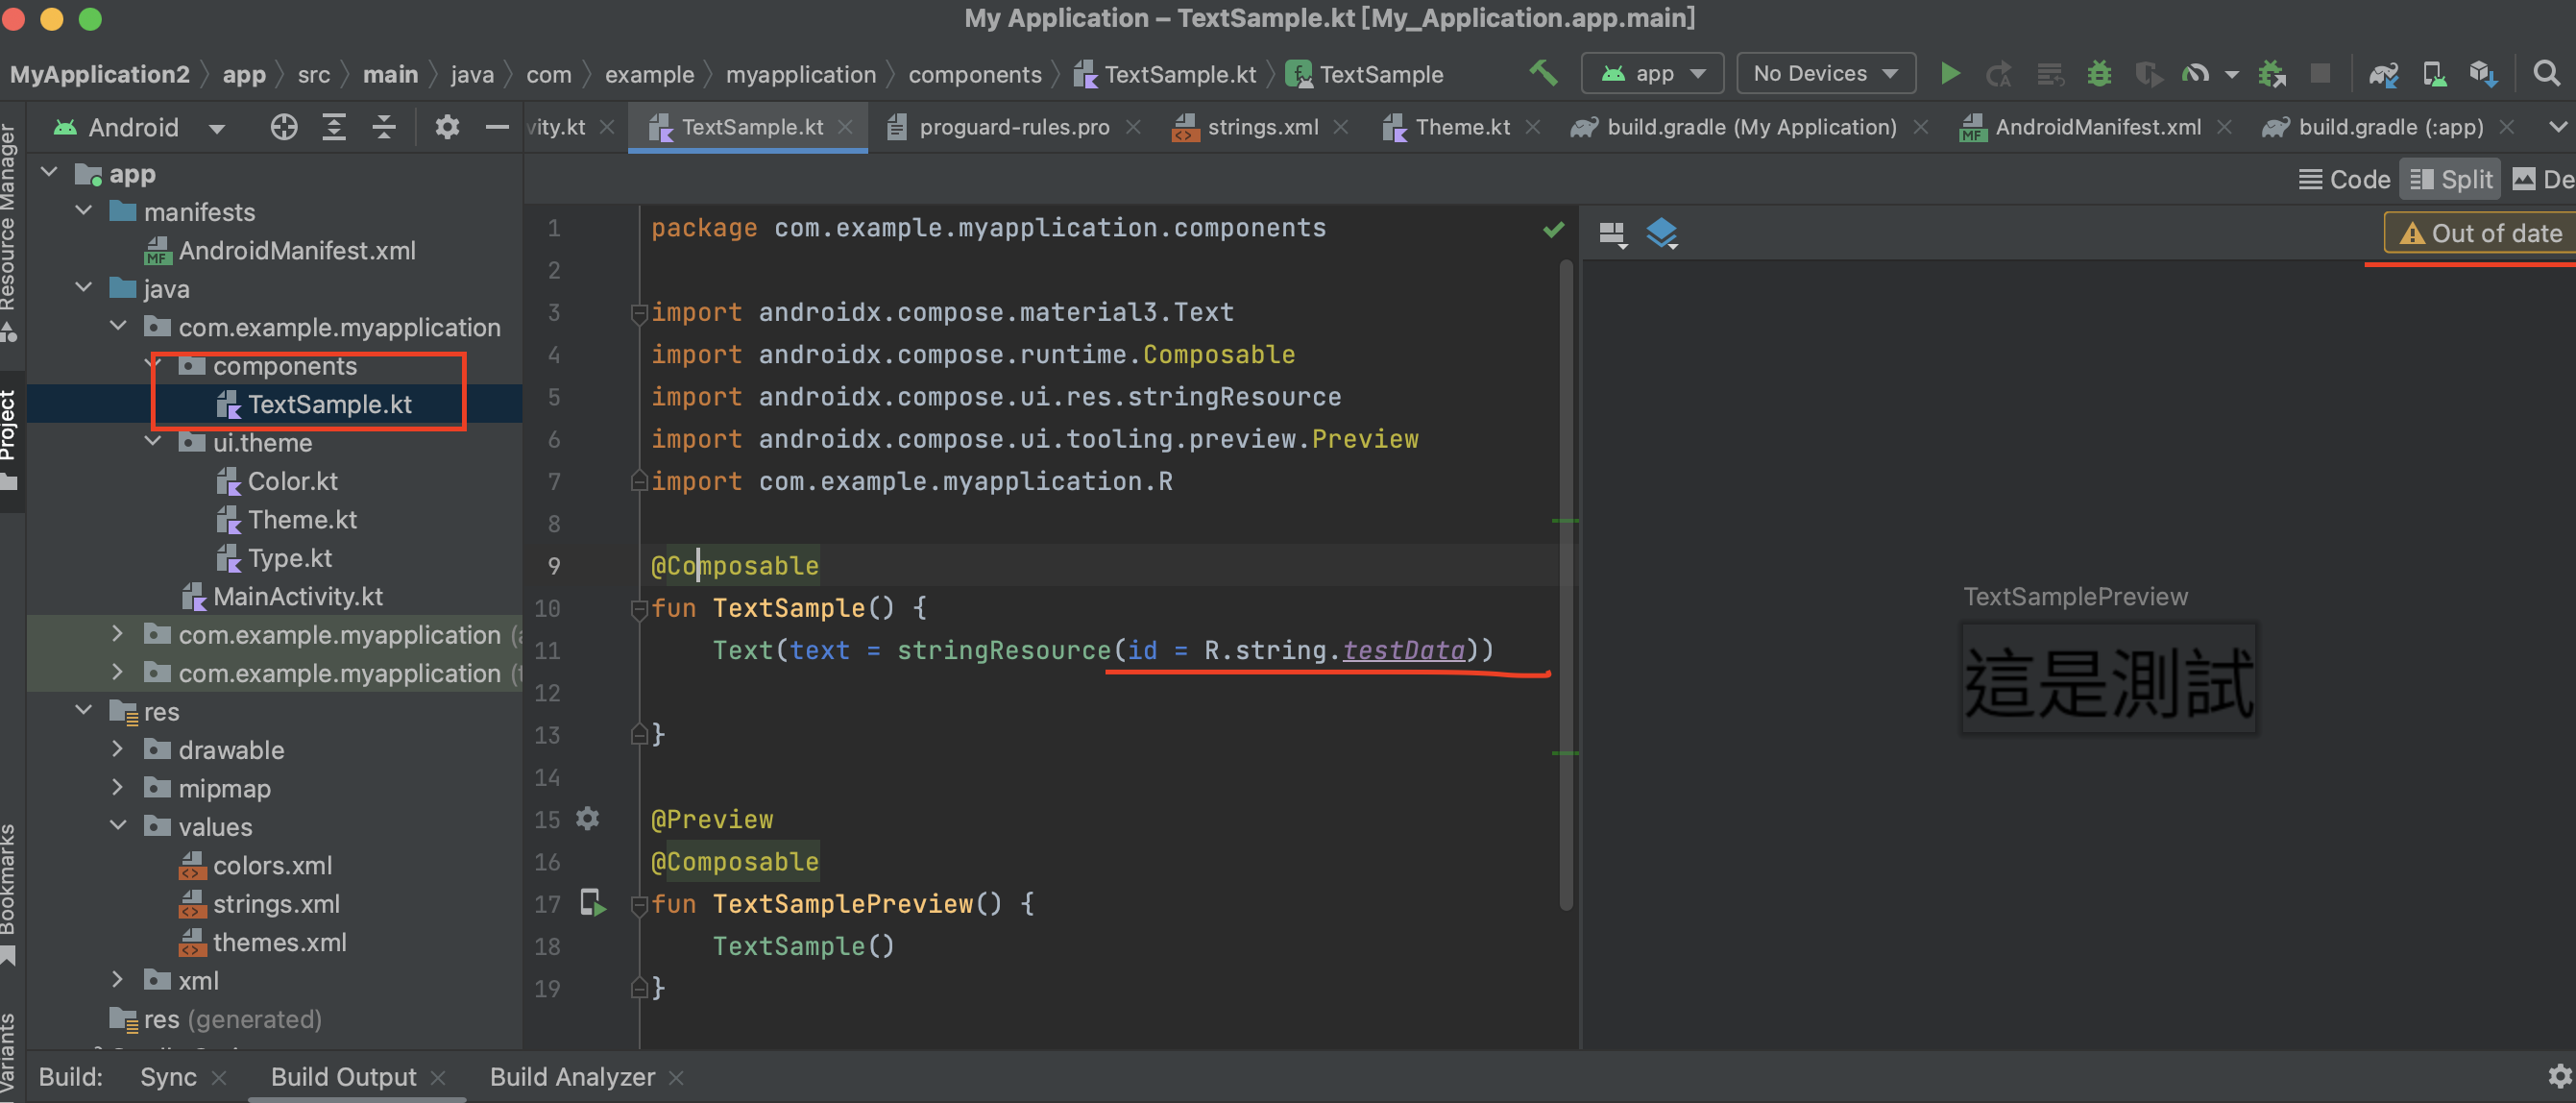 My Application – TextSample.kt [My_Application.app.main]
MyApplication2 app src main java com example myapplication components TextSample.kt TextSample app No Devices
Android vity.kt TextSample.kt proguard-rules.pro strings.xml Theme.kt build.gradle (My Application) AndroidManifest.xml build.gradle (:app)
Code Split De
Out of date
Resource Manager
Project
Bookmarks
Variants
app
manifests
AndroidManifest.xml
java
com.example.myapplication
components
TextSample.kt
ui.theme
Color.kt
Theme.kt
Type.kt
MainActivity.kt
com.example.myapplication
com.example.myapplication
res
drawable
mipmap
values
colors.xml
strings.xml
themes.xml
xml
res (generated)
1 package com.example.myapplication.components
2
3 import androidx.compose.material3.Text
4 import androidx.compose.runtime.Composable
5 import androidx.compose.ui.res.stringResource
6 import androidx.compose.ui.tooling.preview.Preview
7 import com.example.myapplication.R
8
9 @Composable
10 fun TextSample() {
11 Text(text = stringResource(id = R.string.testData))
12
13 }
14
15 @Preview
16 @Composable
17 fun TextSamplePreview() {
18 TextSample()
19 }
TextSamplePreview
這是測試
Build: Sync Build Output Build Analyzer